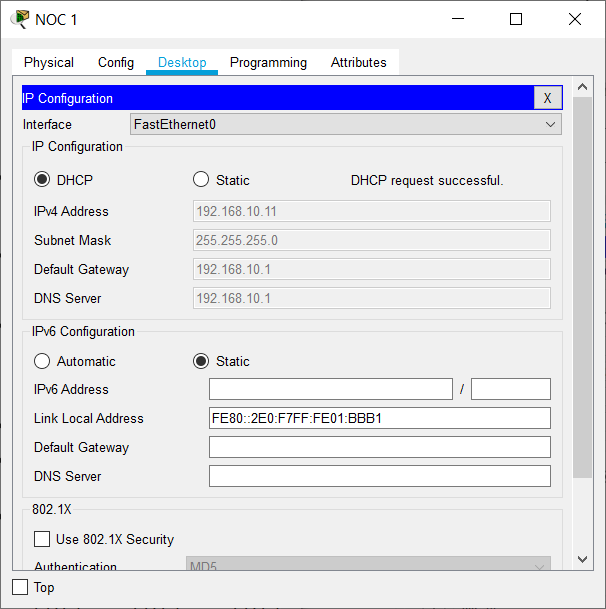 NOC 1
Physical Config Desktop Programming Attributes
IP Configuration X
Interface FastEthernet0
IP Configuration
DHCP Static DHCP request successful.
IPv4 Address 192.168.10.11
Subnet Mask 255.255.255.0
Default Gateway 192.168.10.1
DNS Server 192.168.10.1
IPv6 Configuration
Automatic Static
IPv6 Address /
Link Local Address FE80::2E0:F7FF:FE01:BBB1
Default Gateway
DNS Server
802.1X
Use 802.1X Security
Authentication MD5
Top